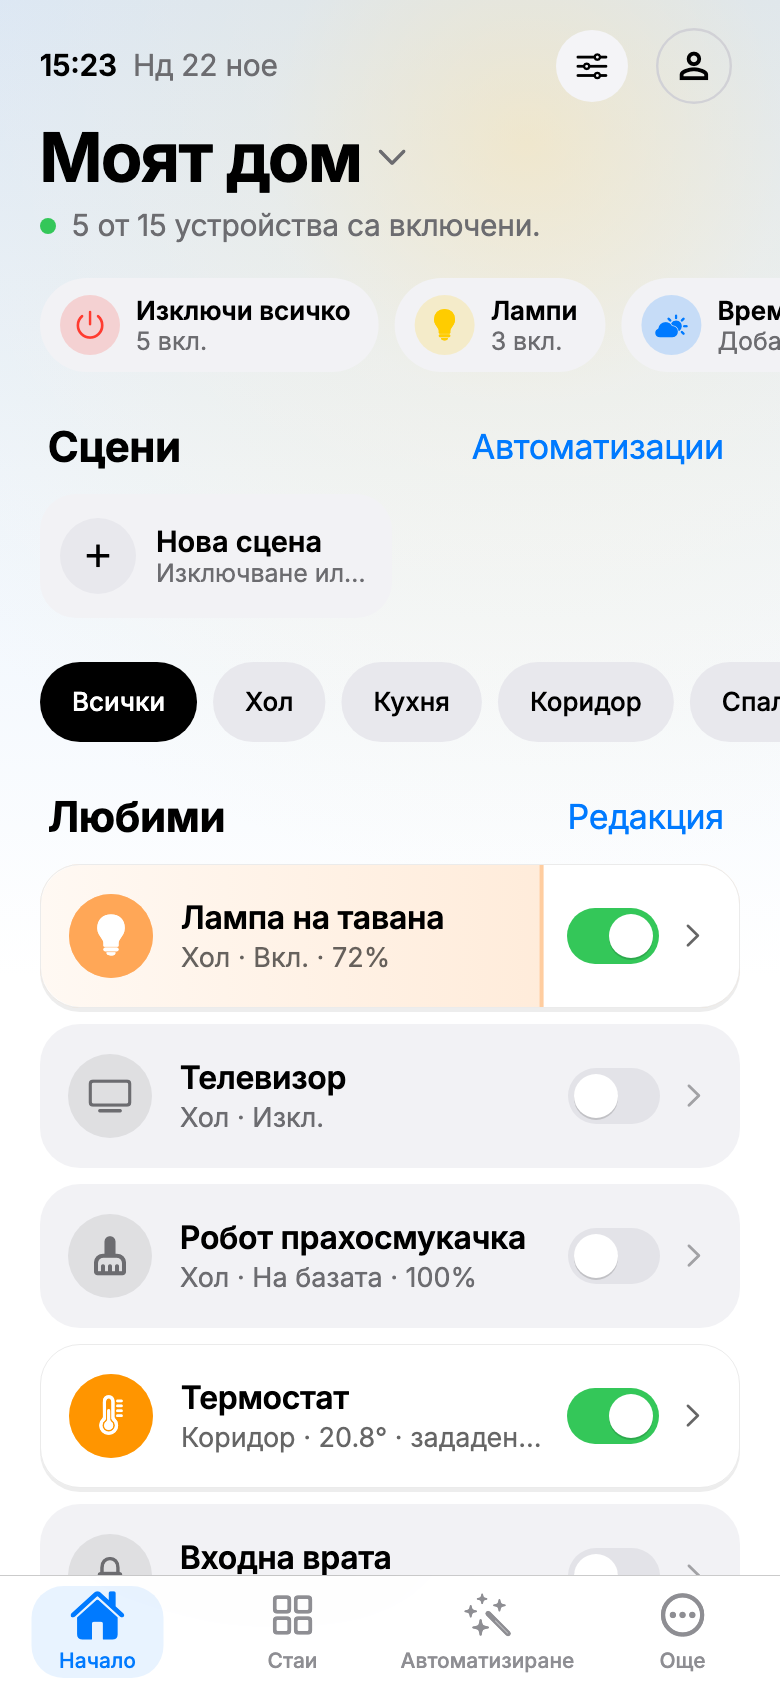 15:23 Нд 22 ное
Моят дом
5 от 15 устройства са включени.
Изключи всичко
5 вкл.
Лампи
3 вкл.
Врем
Доба
Сцени
Автоматизации
Нова сцена
Изключване ил...
Всички
Хол
Кухня
Коридор
Спал
Любими
Редакция
Лампа на тавана
Хол · Вкл. · 72%
Телевизор
Хол · Изкл.
Робот прахосмукачка
Хол · На базата · 100%
Термостат
Коридор · 20.8° · зададен...
Входна врата
Начало
Стаи
Автоматизиране
Още